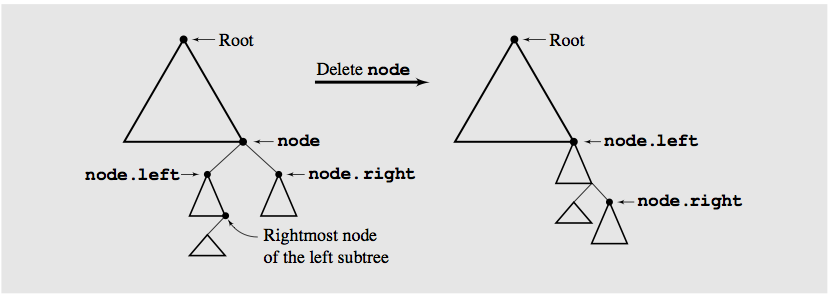 Root
Delete node
Root
node
node.left
node.left
node.right
node.right
Rightmost node
of the left subtree